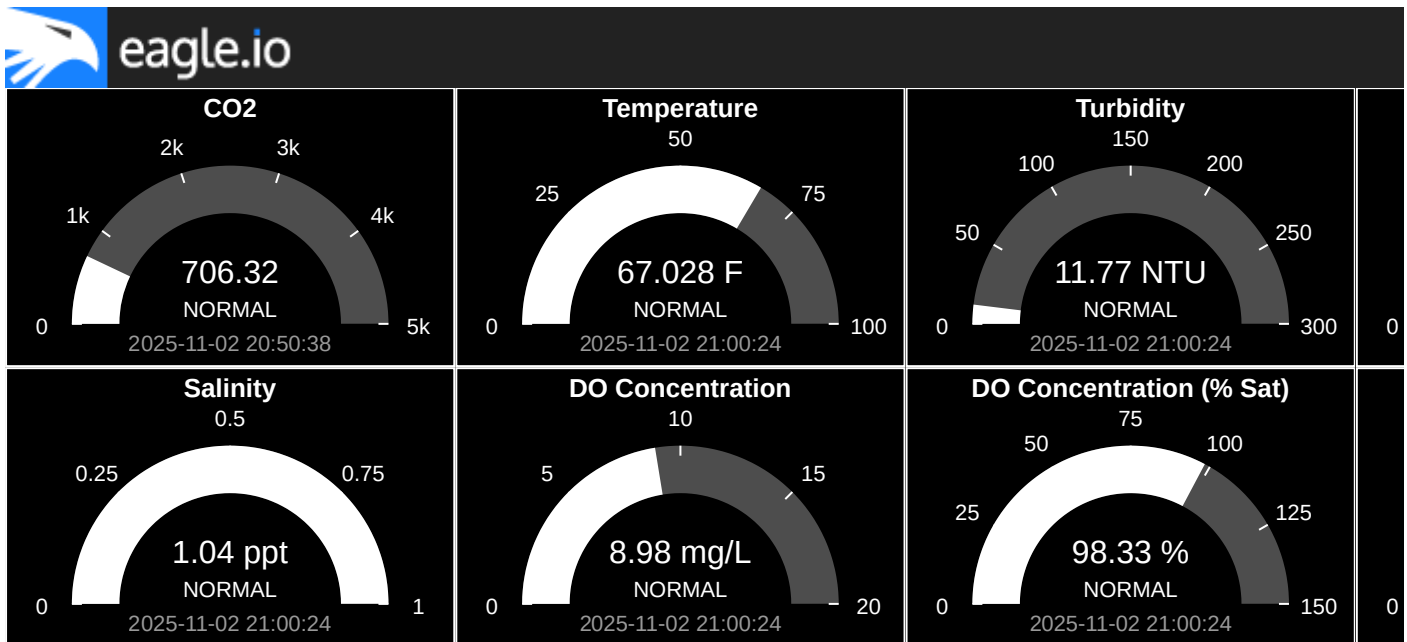 eagle.io
CO2
2k
3k
1k
4k
706.32
NORMAL
0
5k
2025-11-02 20:50:38
Temperature
50
25
75
67.028 F
NORMAL
0
100
2025-11-02 21:00:24
Turbidity
150
100
200
50
250
11.77 NTU
NORMAL
0
300
2025-11-02 21:00:24
0
Salinity
0.5
0.25
0.75
1.04 ppt
NORMAL
0
1
2025-11-02 21:00:24
DO Concentration
10
5
15
8.98 mg/L
NORMAL
0
20
2025-11-02 21:00:24
DO Concentration (% Sat)
75
50
100
25
125
98.33 %
NORMAL
0
150
2025-11-02 21:00:24
0